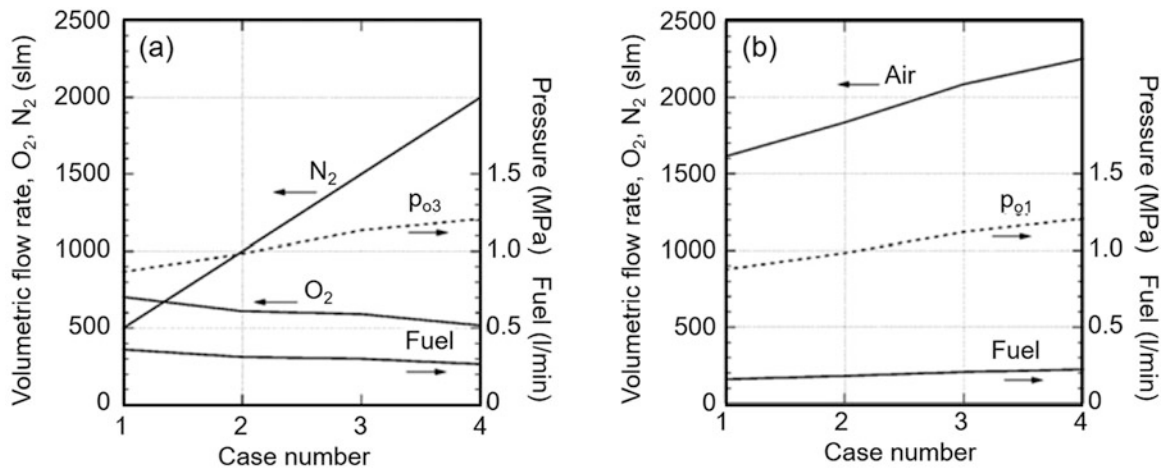 (a)
Volumetric flow rate, O₂, N₂ (slm)
2500
2000
1500
1000
500
0
N₂
p₀₃
O₂
Fuel
1.5
1.0
0.5
0
Pressure (MPa)
Fuel (l/min)
1 2 3 4
Case number
(b)
Volumetric flow rate, O₂, N₂ (slm)
2500
2000
1500
1000
500
0
Air
p₀₁
Fuel
1.5
1.0
0.5
0
Pressure (MPa)
Fuel (l/min)
1 2 3 4
Case number